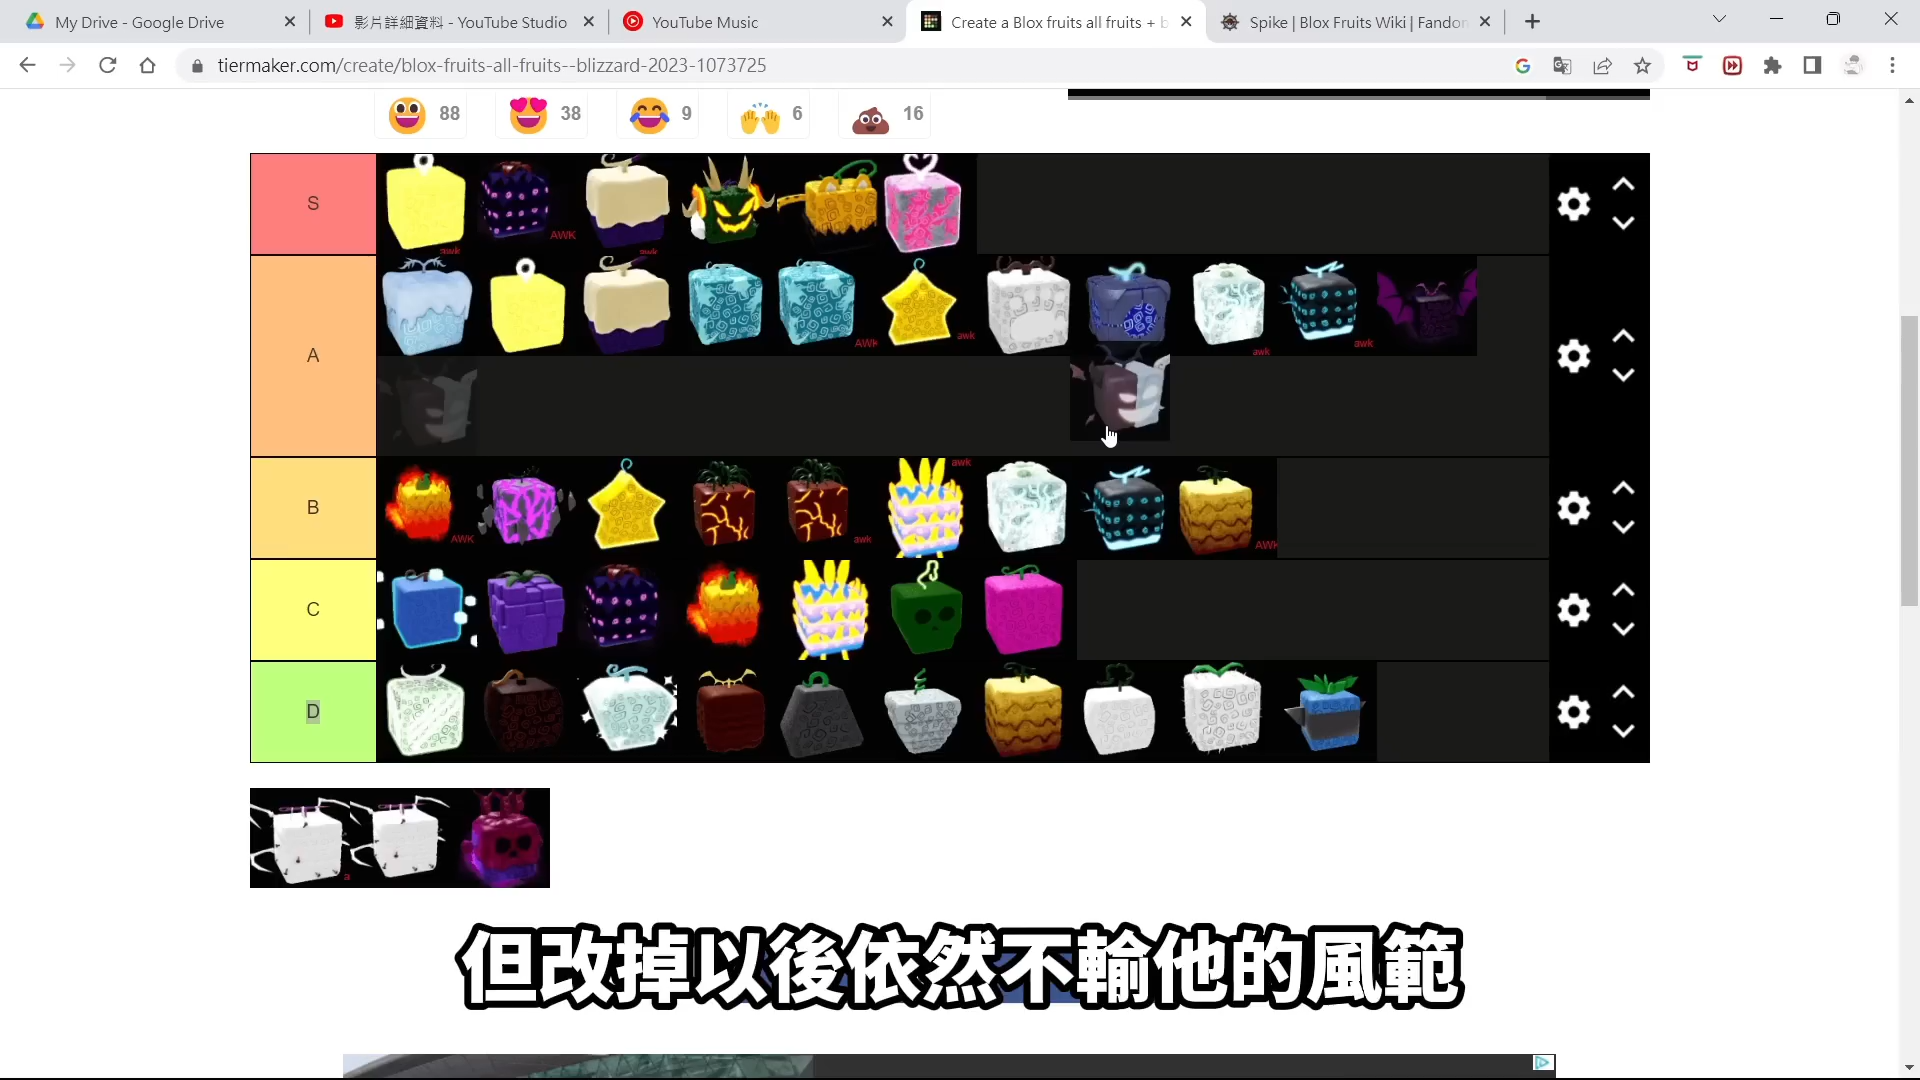 My Drive - Google Drive
影片詳細資料 - YouTube Studio
YouTube Music
Create a Blox fruits all fruits + b
Spike | Blox Fruits Wiki | Fandom
tiermaker.com/create/blox-fruits-all-fruits--blizzard-2023-1073725
88
38
9
6
16
S
awk
AWK
awk
A
AWK
awk
awk
awk
B
AWK
awk
awk
AWK
C
D
a
但改掉以後依然不輸他的風範